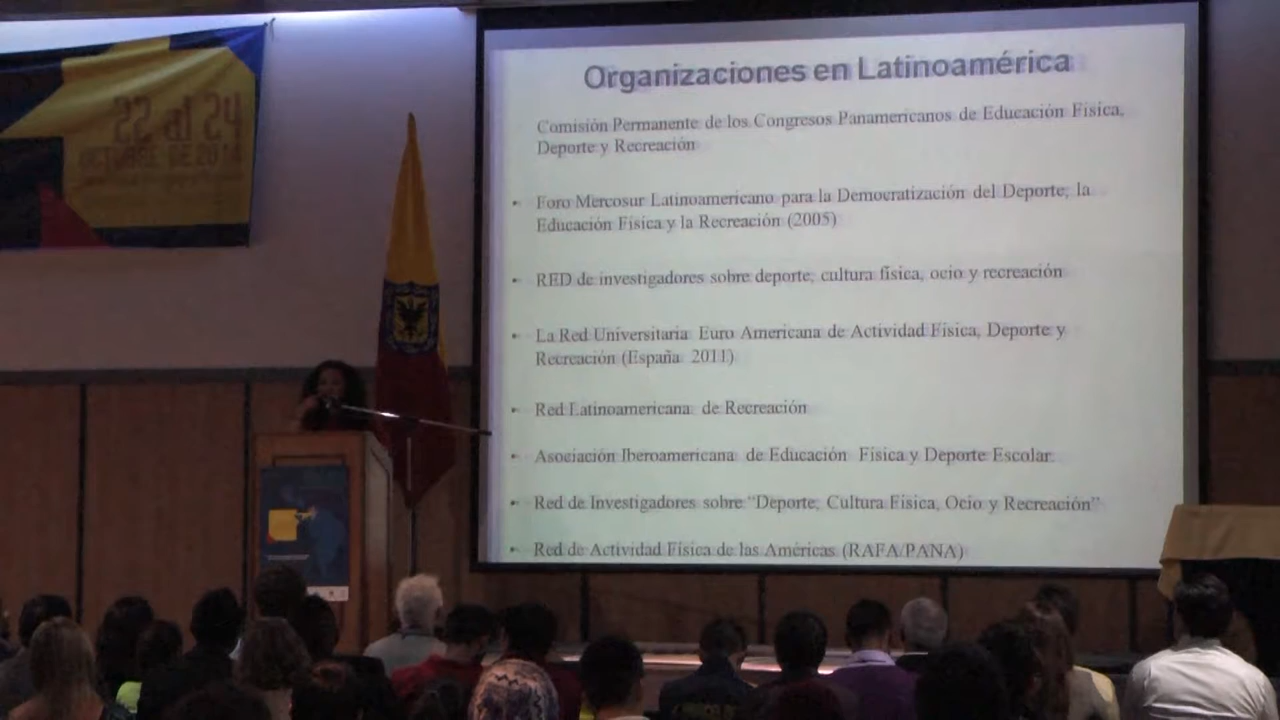 22 al 24
OCTUBRE DE 2014
Organizaciones en Latinoamérica
Comisión Permanente de los Congresos Panamericanos de Educación Física,
Deporte y Recreación
Foro Mercosur Latinoamericano para la Democratización del Deporte, la
Educación Física y la Recreación (2005)
RED de investigadores sobre deporte, cultura física, ocio y recreación
La Red Universitaria Euro Americana de Actividad Física, Deporte y
Recreación (España 2011)
Red Latinoamericana de Recreación
Asociación Iberoamericana de Educación Física y Deporte Escolar.
Red de Investigadores sobre "Deporte, Cultura Física, Ocio y Recreación"
Red de Actividad Física de las Américas (RAFA/PANA)